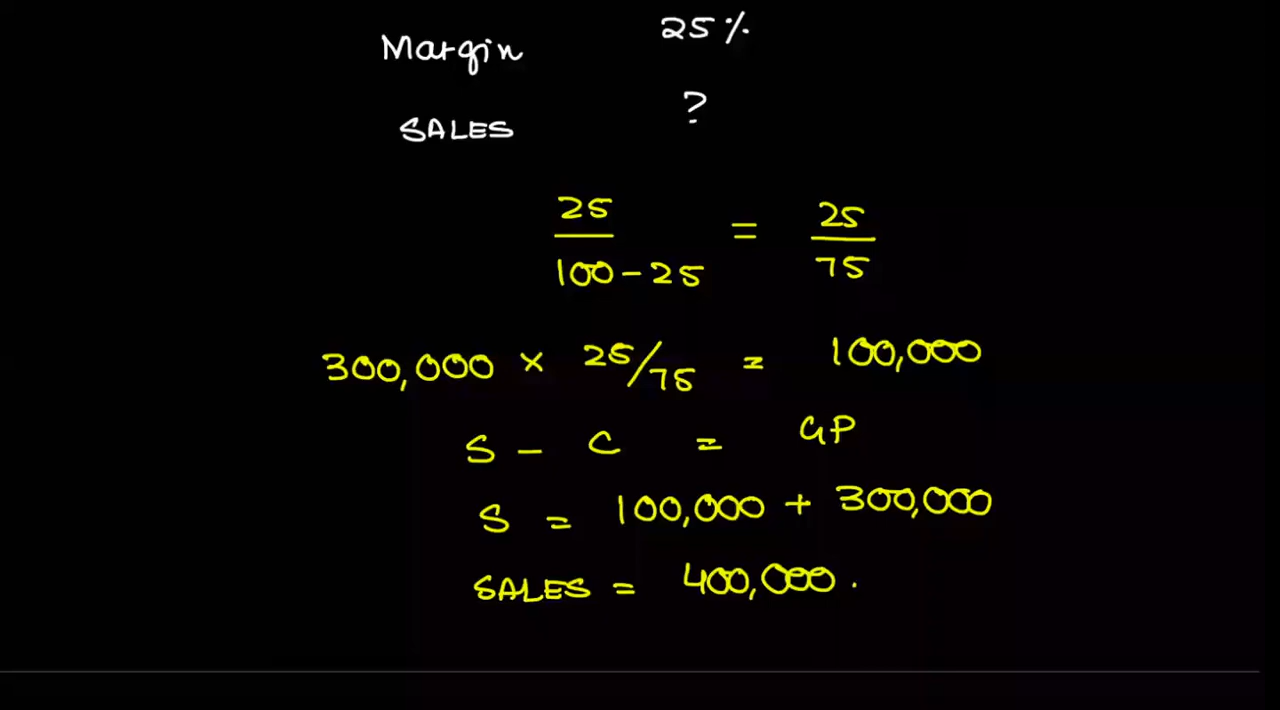 Margin 25%
SALES ?
25 / 100-25 = 25 / 75
300,000 × 25/75 = 100,000
S - C = GP
S = 100,000 + 300,000
SALES = 400,000.